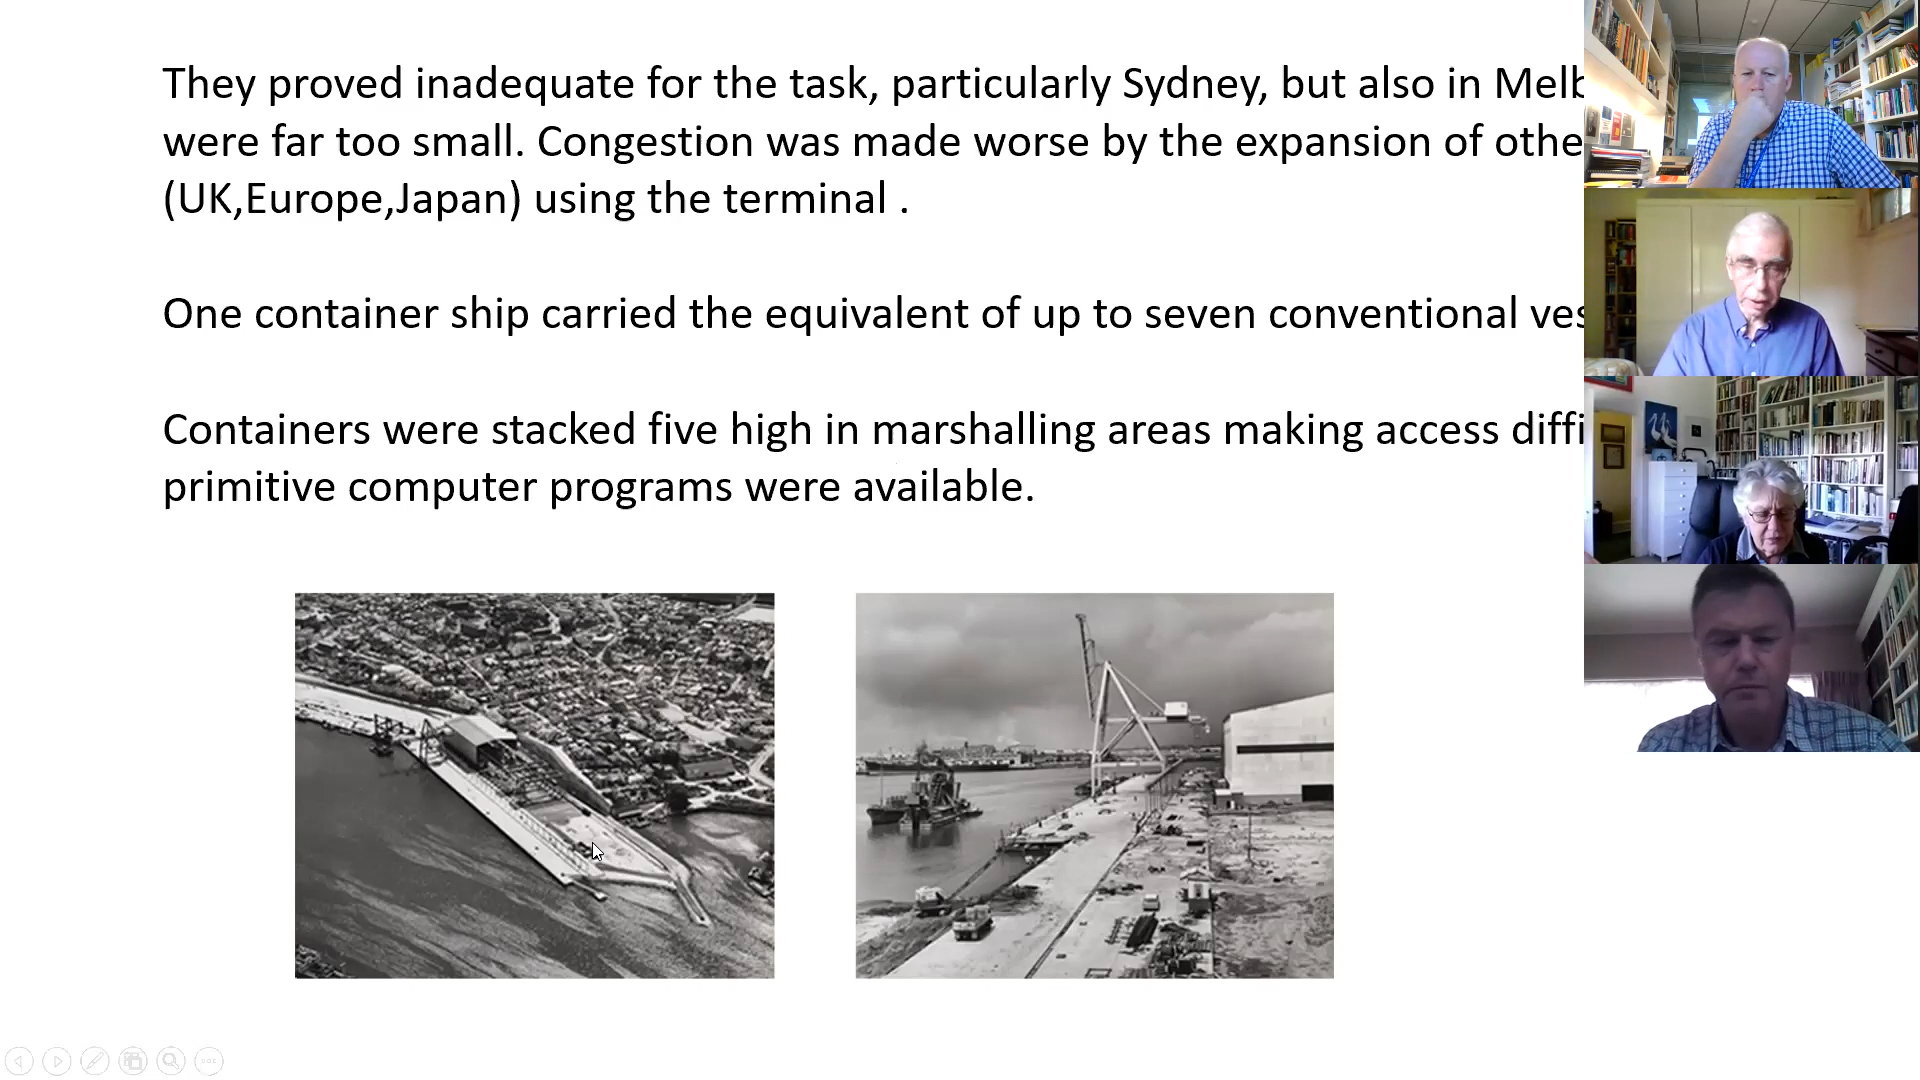 They proved inadequate for the task, particularly Sydney, but also in Melb
were far too small. Congestion was made worse by the expansion of othe
(UK,Europe,Japan) using the terminal .
One container ship carried the equivalent of up to seven conventional ves
Containers were stacked five high in marshalling areas making access diffi
primitive computer programs were available.